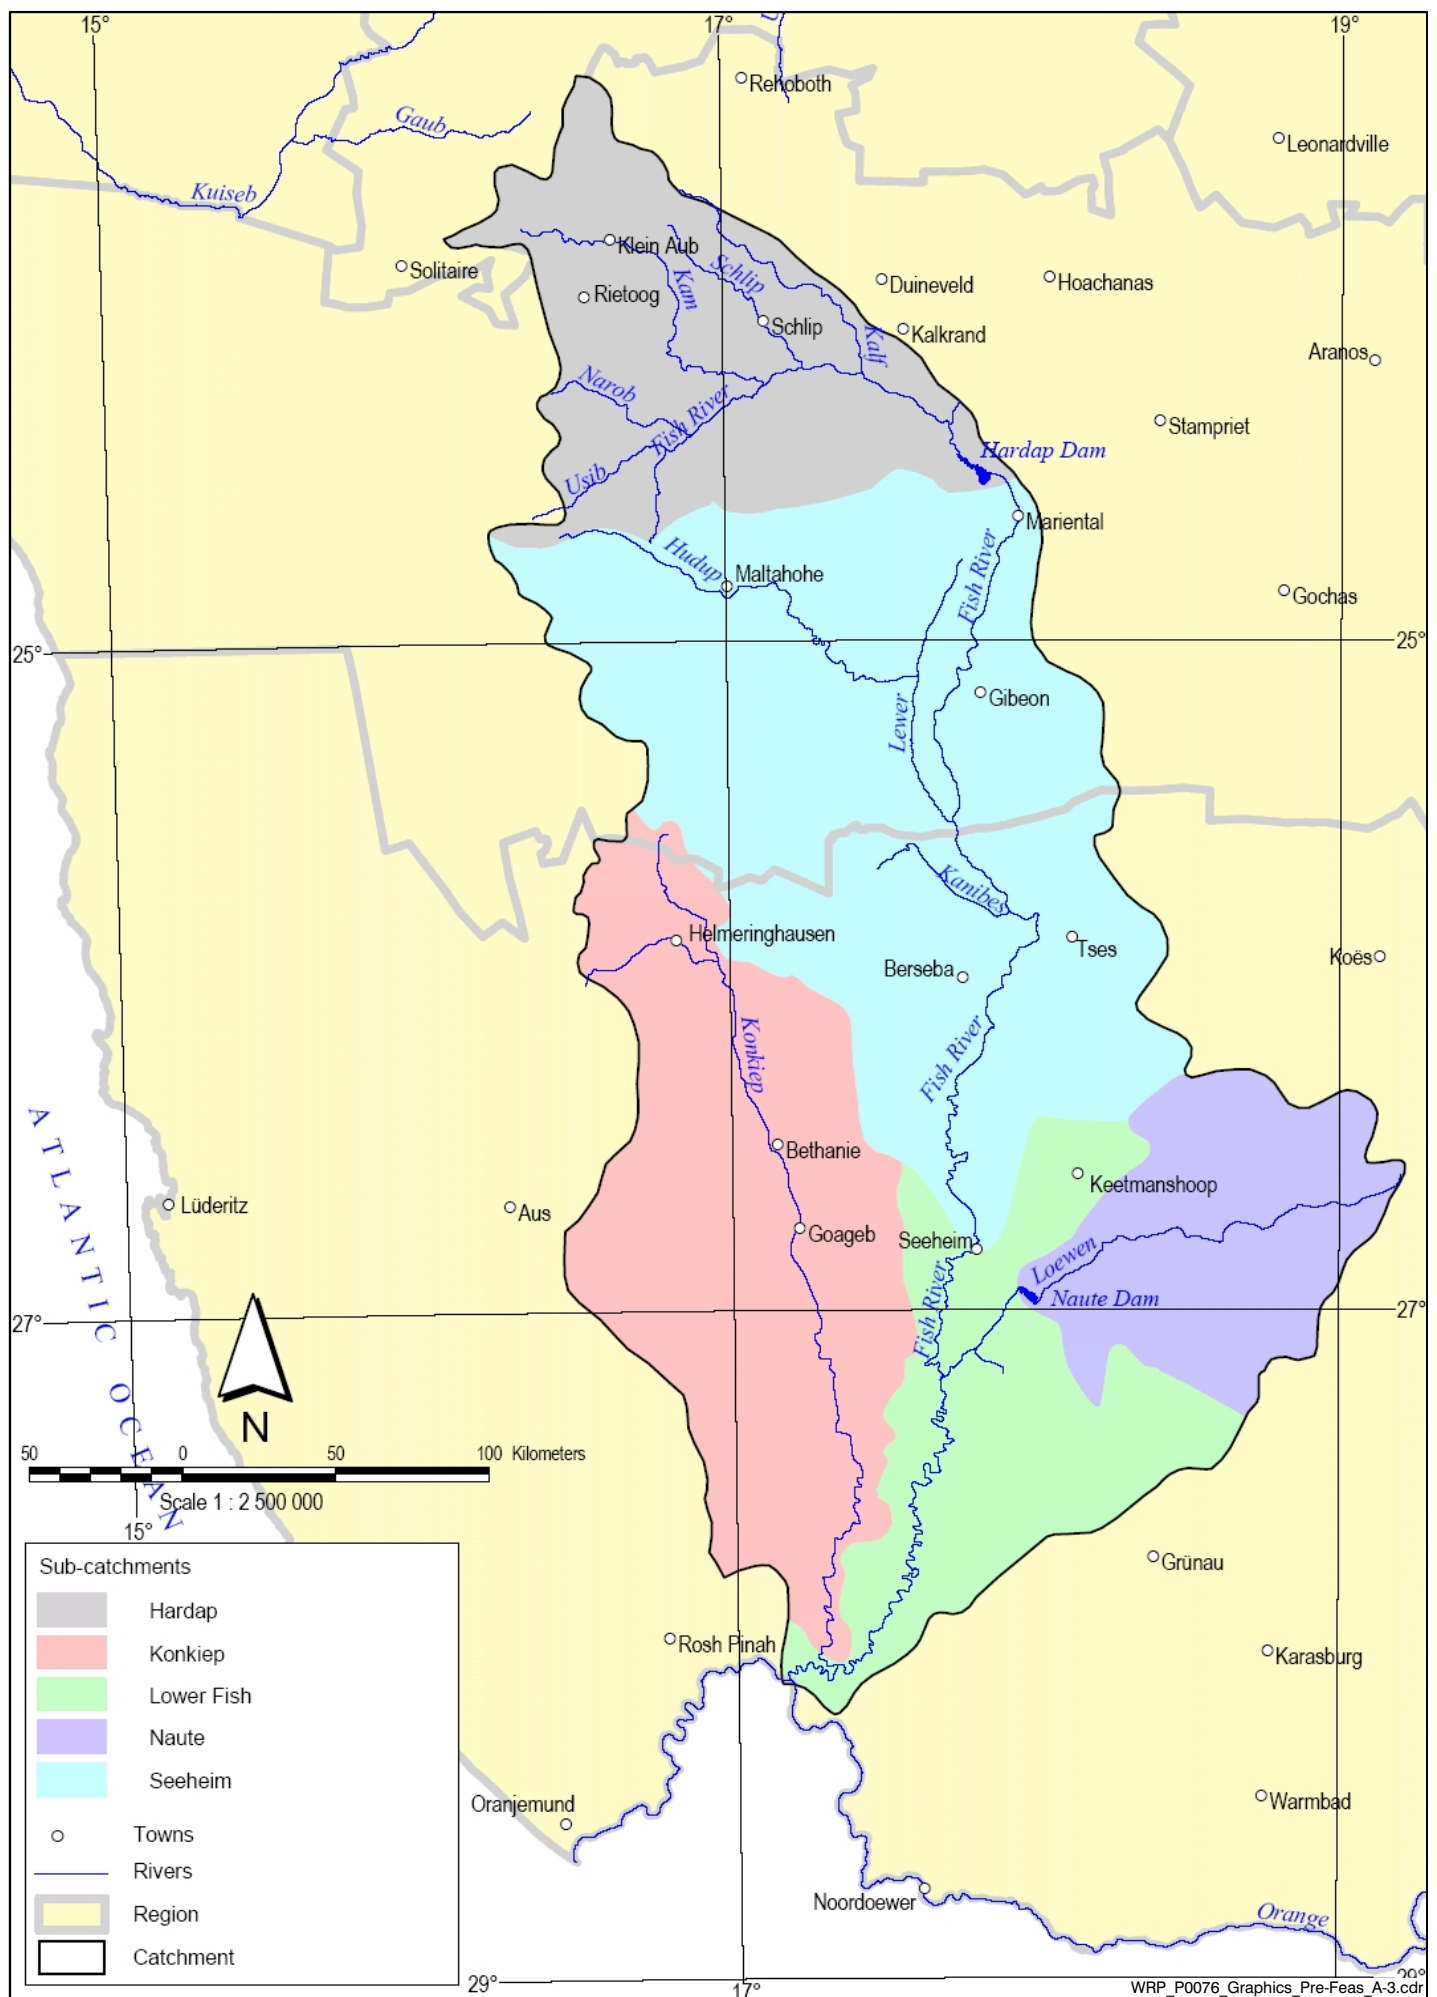 15°
17°
19°
U
Rehoboth
Gaub
Leonardville
Kuiseb
Klein Aub
Solitaire
Schlip
Duineveld
Hoachanas
Kam
Rietoog
Schlip
Kalkrand
Kalf
Aranos
Narob
Fish River
Stampriet
Hardap Dam
Usib
Mariental
Hudup
Maltahohe
Fish River
Gochas
25°
25°
Gibeon
Lewer
Kanibes
Helmeringhausen
Tses
Berseba
Koës
Konkiep
Fish River
ATLANTIC OCEAN
Bethanie
Keetmanshoop
Lüderitz
Aus
Goageb
Seeheim
Loewen
Naute Dam
Fish River
27°
27°
N
50 0 50 100 Kilometers
Scale 1 : 2 500 000
15°
Sub-catchments
Hardap
Konkiep
Lower Fish
Naute
Seeheim
Towns
Rivers
Region
Catchment
Grünau
Rosh Pinah
Karasburg
Oranjemund
Warmbad
Noordoewer
Orange
29°
17°
29°
WRP_P0076_Graphics_Pre-Feas_A-3.cdr